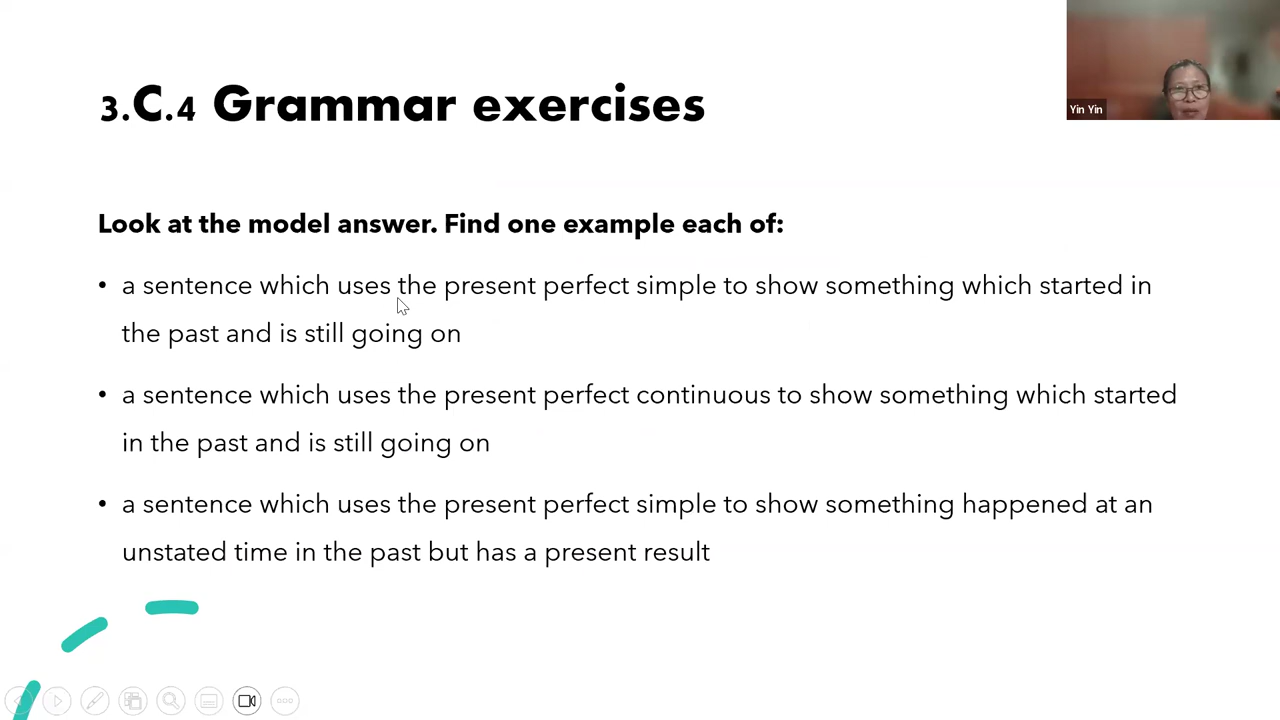 3.C.4 Grammar exercises
Yin Yin
Look at the model answer. Find one example each of:
• a sentence which uses the present perfect simple to show something which started in
the past and is still going on
• a sentence which uses the present perfect continuous to show something which started
in the past and is still going on
• a sentence which uses the present perfect simple to show something happened at an
unstated time in the past but has a present result